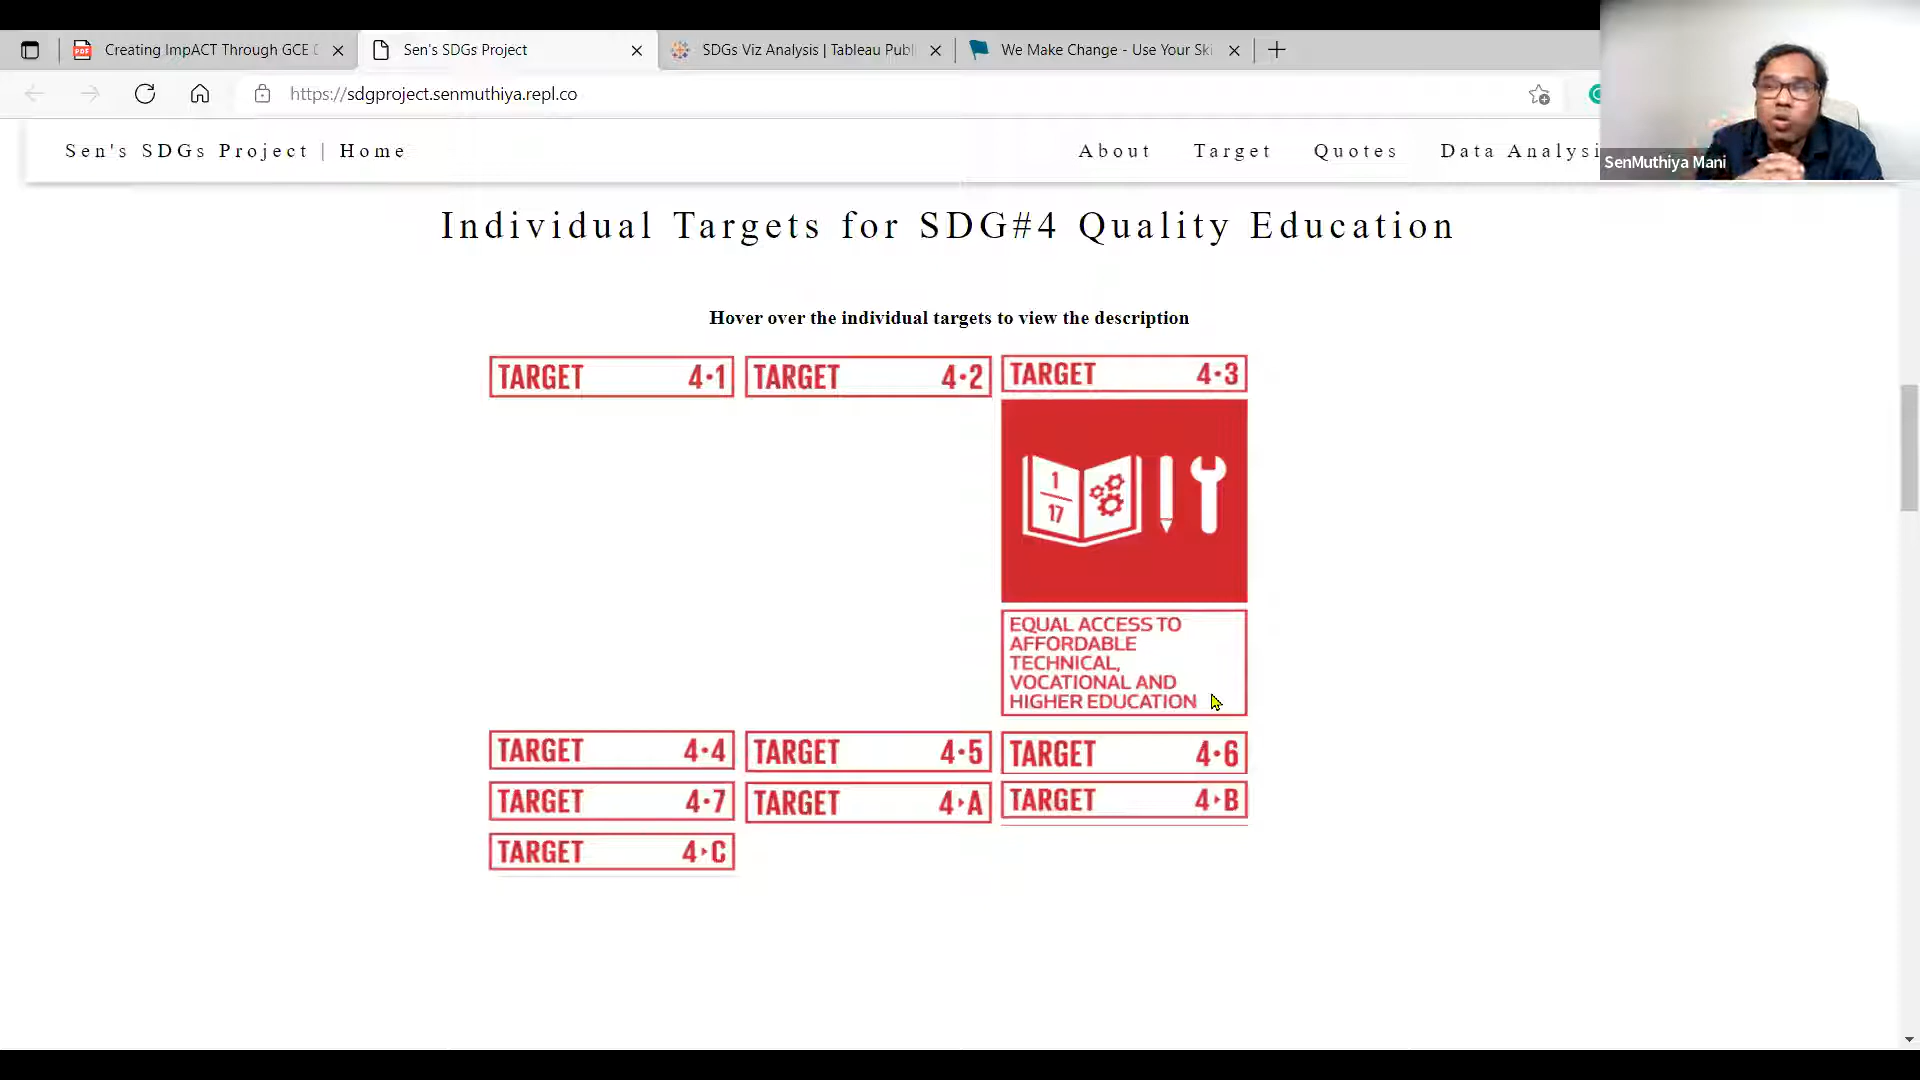 Creating ImpACT Through GCE
Sen's SDGs Project
SDGs Viz Analysis | Tableau Publ
We Make Change - Use Your Ski
https://sdgproject.senmuthiya.repl.co
Sen's SDGs Project | Home
About
Target
Quotes
Data Analysi
SenMuthiya Mani
Individual Targets for SDG#4 Quality Education
Hover over the individual targets to view the description
TARGET 4·1
TARGET 4·2
TARGET 4·3
1
17
EQUAL ACCESS TO
AFFORDABLE
TECHNICAL,
VOCATIONAL AND
HIGHER EDUCATION
TARGET 4·4
TARGET 4·5
TARGET 4·6
TARGET 4·7
TARGET 4·A
TARGET 4·B
TARGET 4·C